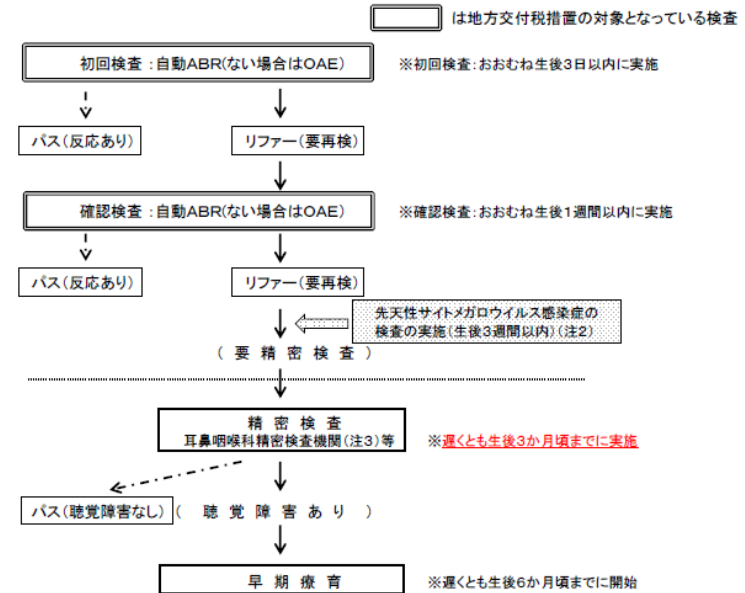 は地方交付税措置の対象となっている検査
初回検査：自動ABR(ない場合はOAE)
※初回検査：おおむね生後3日以内に実施
パス(反応あり)
リファー(要再検)
確認検査：自動ABR(ない場合はOAE)
※確認検査：おおむね生後1週間以内に実施
パス(反応あり)
リファー(要再検)
先天性サイトメガロウイルス感染症の
検査の実施(生後3週間以内)(注2)
(要精密検査)
精密検査
耳鼻咽喉科精密検査機関(注3)等
※遅くとも生後3か月頃までに実施
パス(聴覚障害なし)
(聴覚障害あり)
早期療育
※遅くとも生後6か月頃までに開始